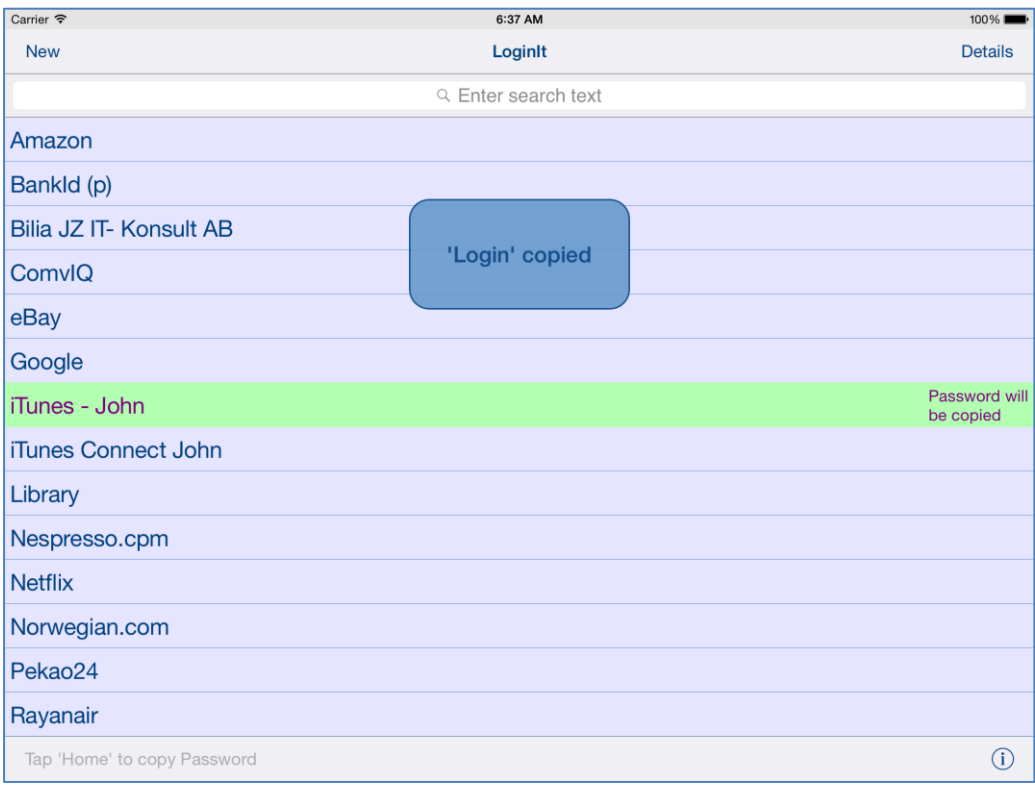 Carrier 6:37 AM 100%
New LoginIt Details
Enter search text
Amazon
BankId (p)
Bilia JZ IT- Konsult AB
'Login' copied
ComvIQ
eBay
Google
iTunes - John
Password will
be copied
iTunes Connect John
Library
Nespresso.cpm
Netflix
Norwegian.com
Pekao24
Rayanair
Tap 'Home' to copy Password